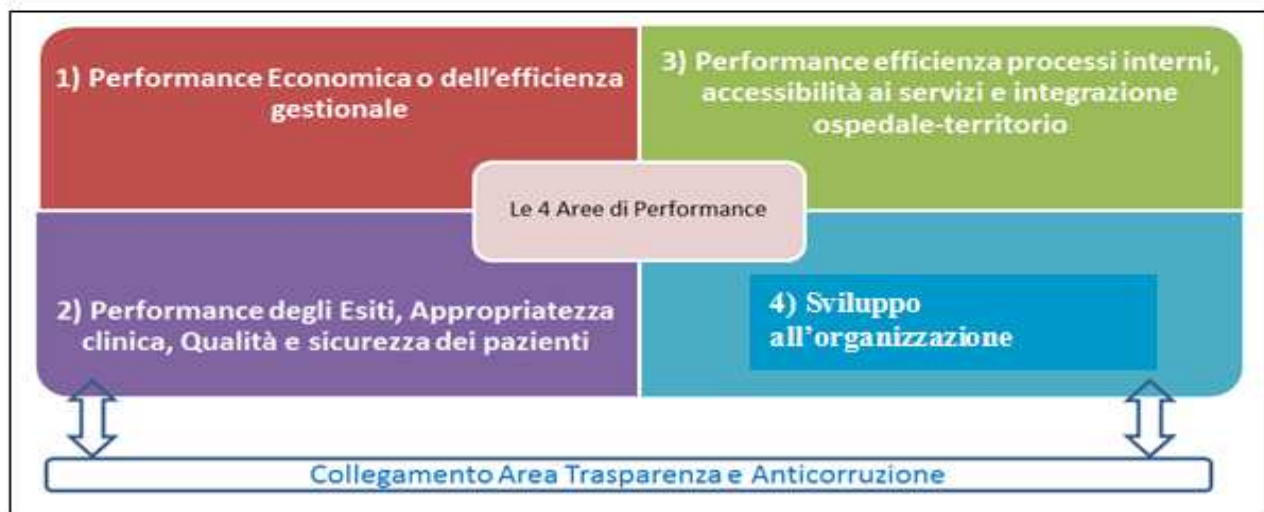 1) Performance Economica o dell'efficienza
gestionale
3) Performance efficienza processi interni,
accessibilità ai servizi e integrazione
ospedale-territorio
Le 4 Aree di Performance
2) Performance degli Esiti, Appropriatezza
clinica, Qualità e sicurezza dei pazienti
4) Sviluppo
all'organizzazione
Collegamento Area Trasparenza e Anticorruzione